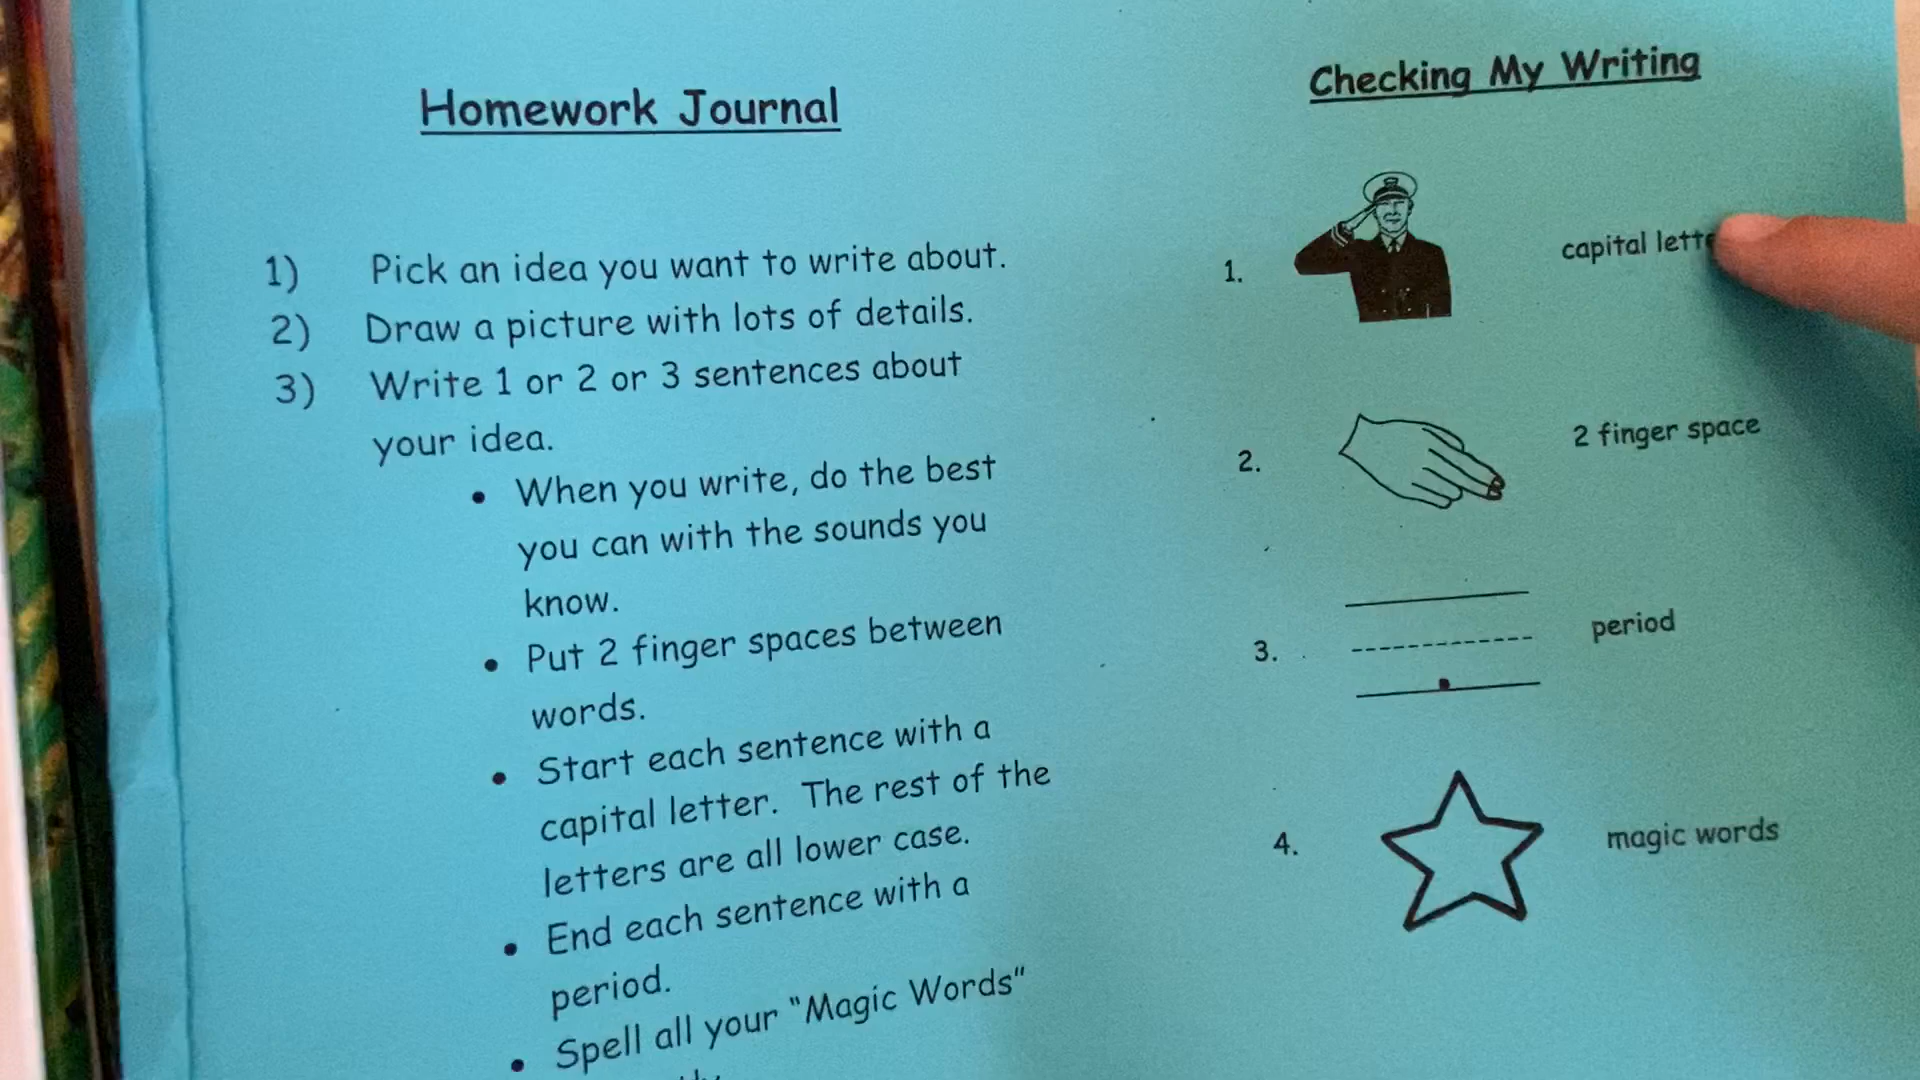 Homework Journal
1) Pick an idea you want to write about.
2) Draw a picture with lots of details.
3) Write 1 or 2 or 3 sentences about
your idea.
• When you write, do the best
you can with the sounds you
know.
• Put 2 finger spaces between
words.
• Start each sentence with a
capital letter. The rest of the
letters are all lower case.
• End each sentence with a
period.
• Spell all your "Magic Words"
Checking My Writing
1. capital
2. 2 finger space
3. period
4. magic words